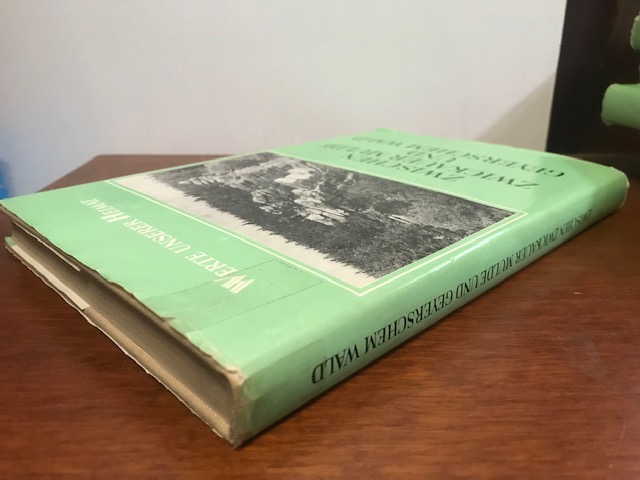 ZWISCHEN
ZWICKAUER MULDE
UND
GEYERSCHEM WALD
WERTE UNSERER HEIMAT
ZWISCHEN ZWICKAUER MULDE UND GEYERSCHEM WALD